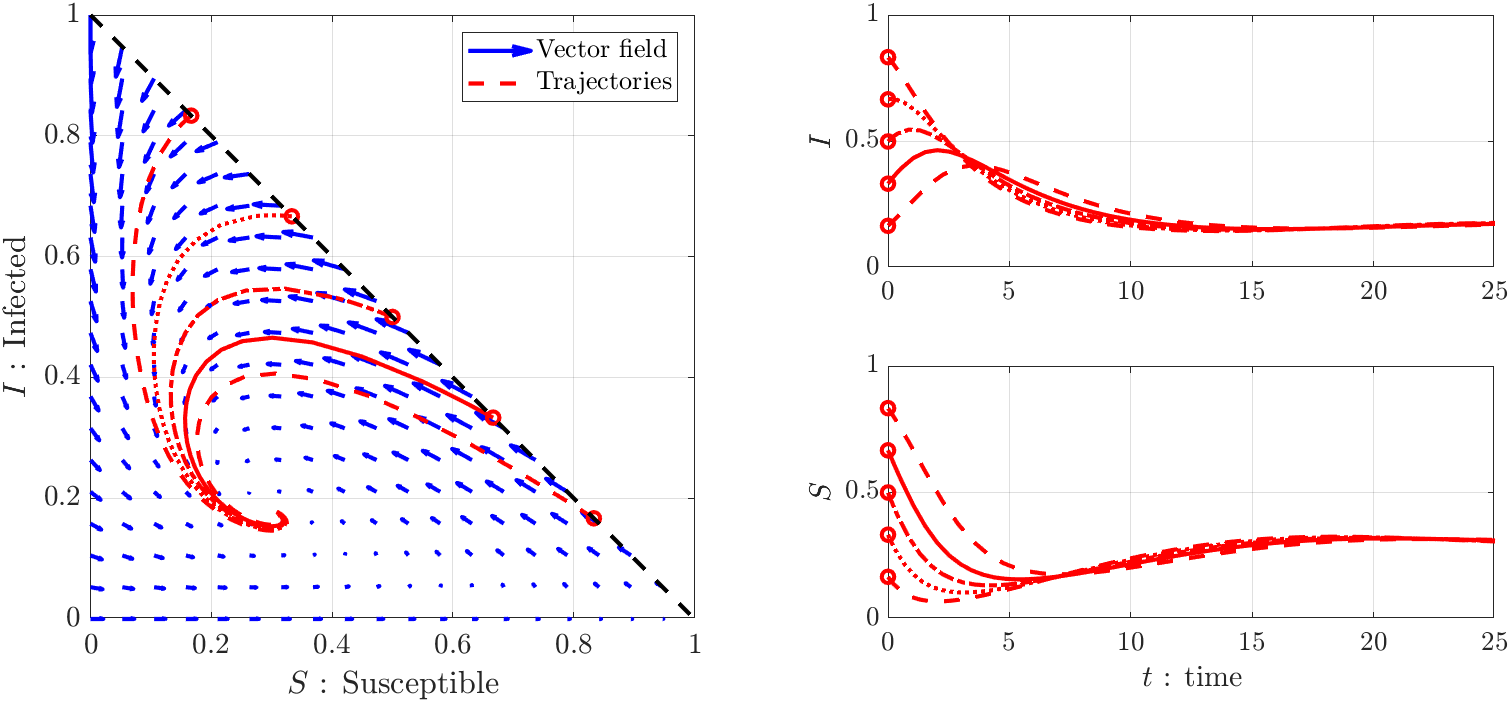 1
0.8
0.6
0.4
0.2
0
0 0.2 0.4 0.6 0.8 1
I : Infected
S : Susceptible
Vector field
Trajectories
1
0.5
0
I
0 5 10 15 20 25
1
0.5
0
S
0 5 10 15 20 25
t : time